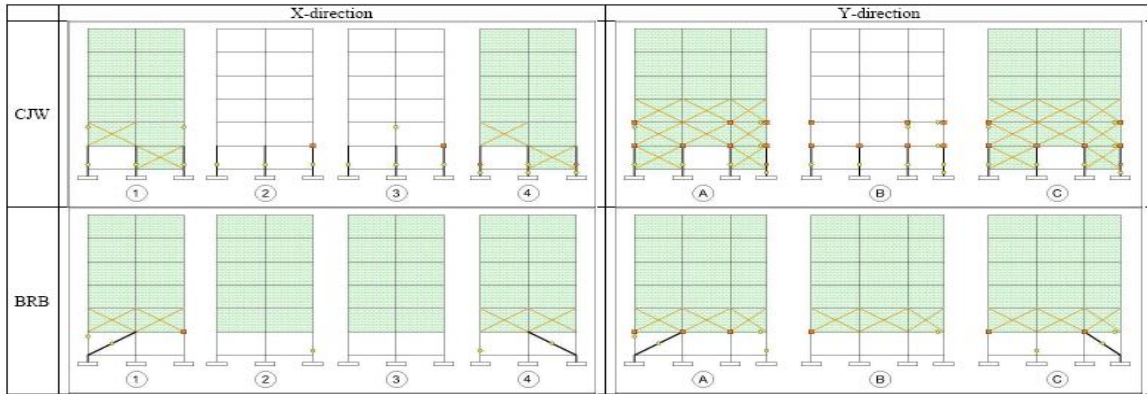 X-direction Y-direction
CJW
1 2 3 4 A B C
BRB
1 2 3 4 A B C